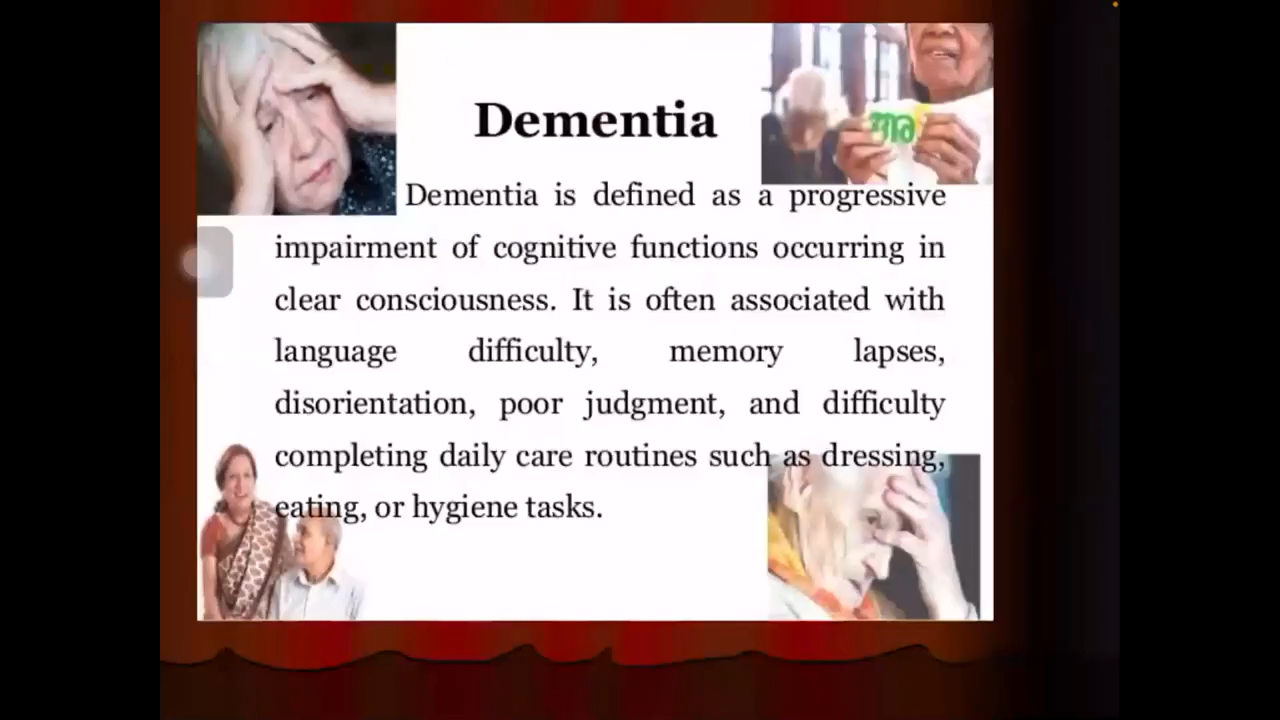 Dementia
അ
Dementia is defined as a progressive
impairment of cognitive functions occurring in
clear consciousness. It is often associated with
language difficulty, memory lapses,
disorientation, poor judgment, and difficulty
completing daily care routines such as dressing,
eating, or hygiene tasks.